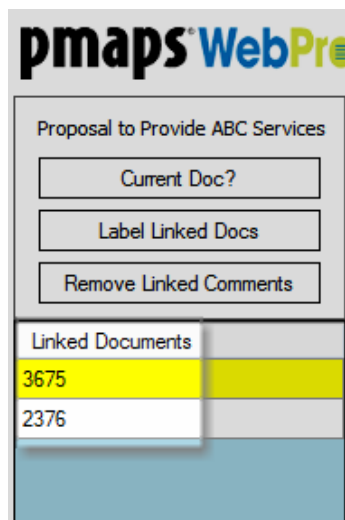 pmaps WebPr
Proposal to Provide ABC Services
Current Doc?
Label Linked Docs
Remove Linked Comments
Linked Documents
3675
2376